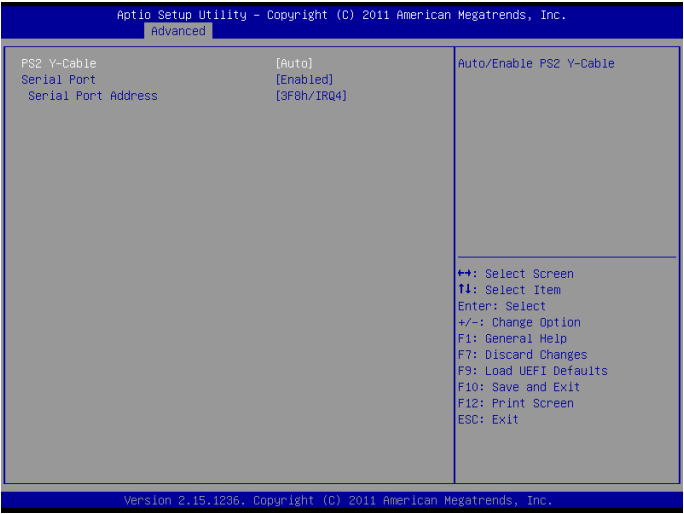 Aptio Setup Utility – Copyright (C) 2011 American Megatrends, Inc.
Advanced
PS2 Y-Cable [Auto]
Serial Port [Enabled]
Serial Port Address [3F8h/IRQ4]
Auto/Enable PS2 Y-Cable
↔: Select Screen
↑↓: Select Item
Enter: Select
+/-: Change Option
F1: General Help
F7: Discard Changes
F9: Load UEFI Defaults
F10: Save and Exit
F12: Print Screen
ESC: Exit
Version 2.15.1236. Copyright (C) 2011 American Megatrends, Inc.